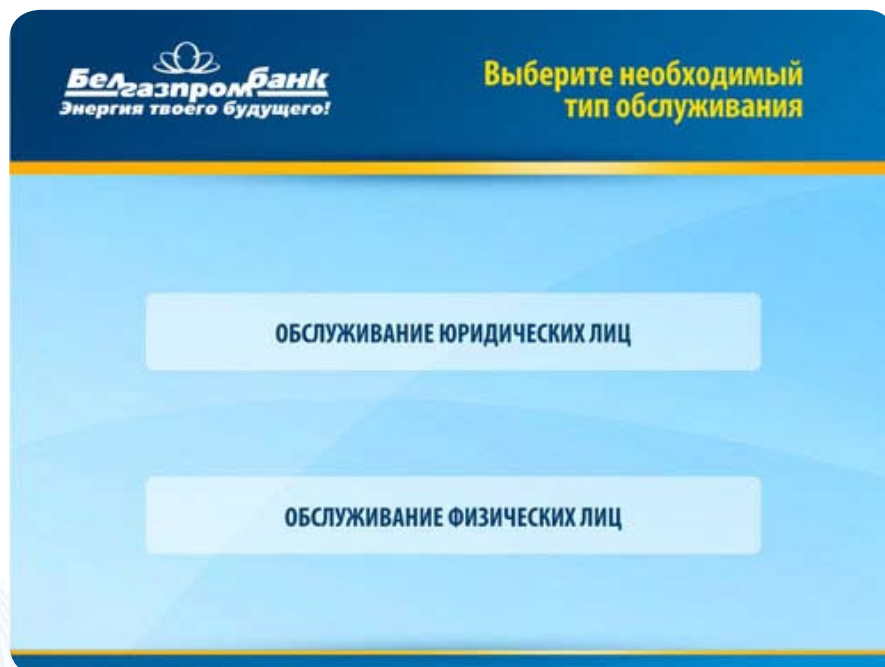 Белгазпромбанк
Энергия твоего будущего!
Выберите необходимый
тип обслуживания
ОБСЛУЖИВАНИЕ ЮРИДИЧЕСКИХ ЛИЦ
ОБСЛУЖИВАНИЕ ФИЗИЧЕСКИХ ЛИЦ